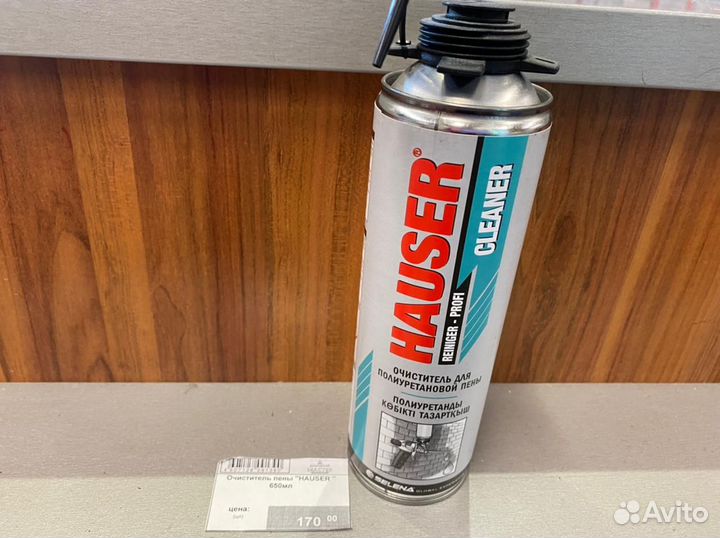 HAUSER®
CLEANER
REINIGER - PROFI
ОЧИСТИТЕЛЬ ДЛЯ
ПОЛИУРЕТАНОВОЙ ПЕНЫ
ПОЛИУРЕТАНДЫ
КӨБІКТІ ТАЗАРТҚЫШ
SELENA
Очиститель пены "HAUSER "
650мл
цена:
170 00
Avito